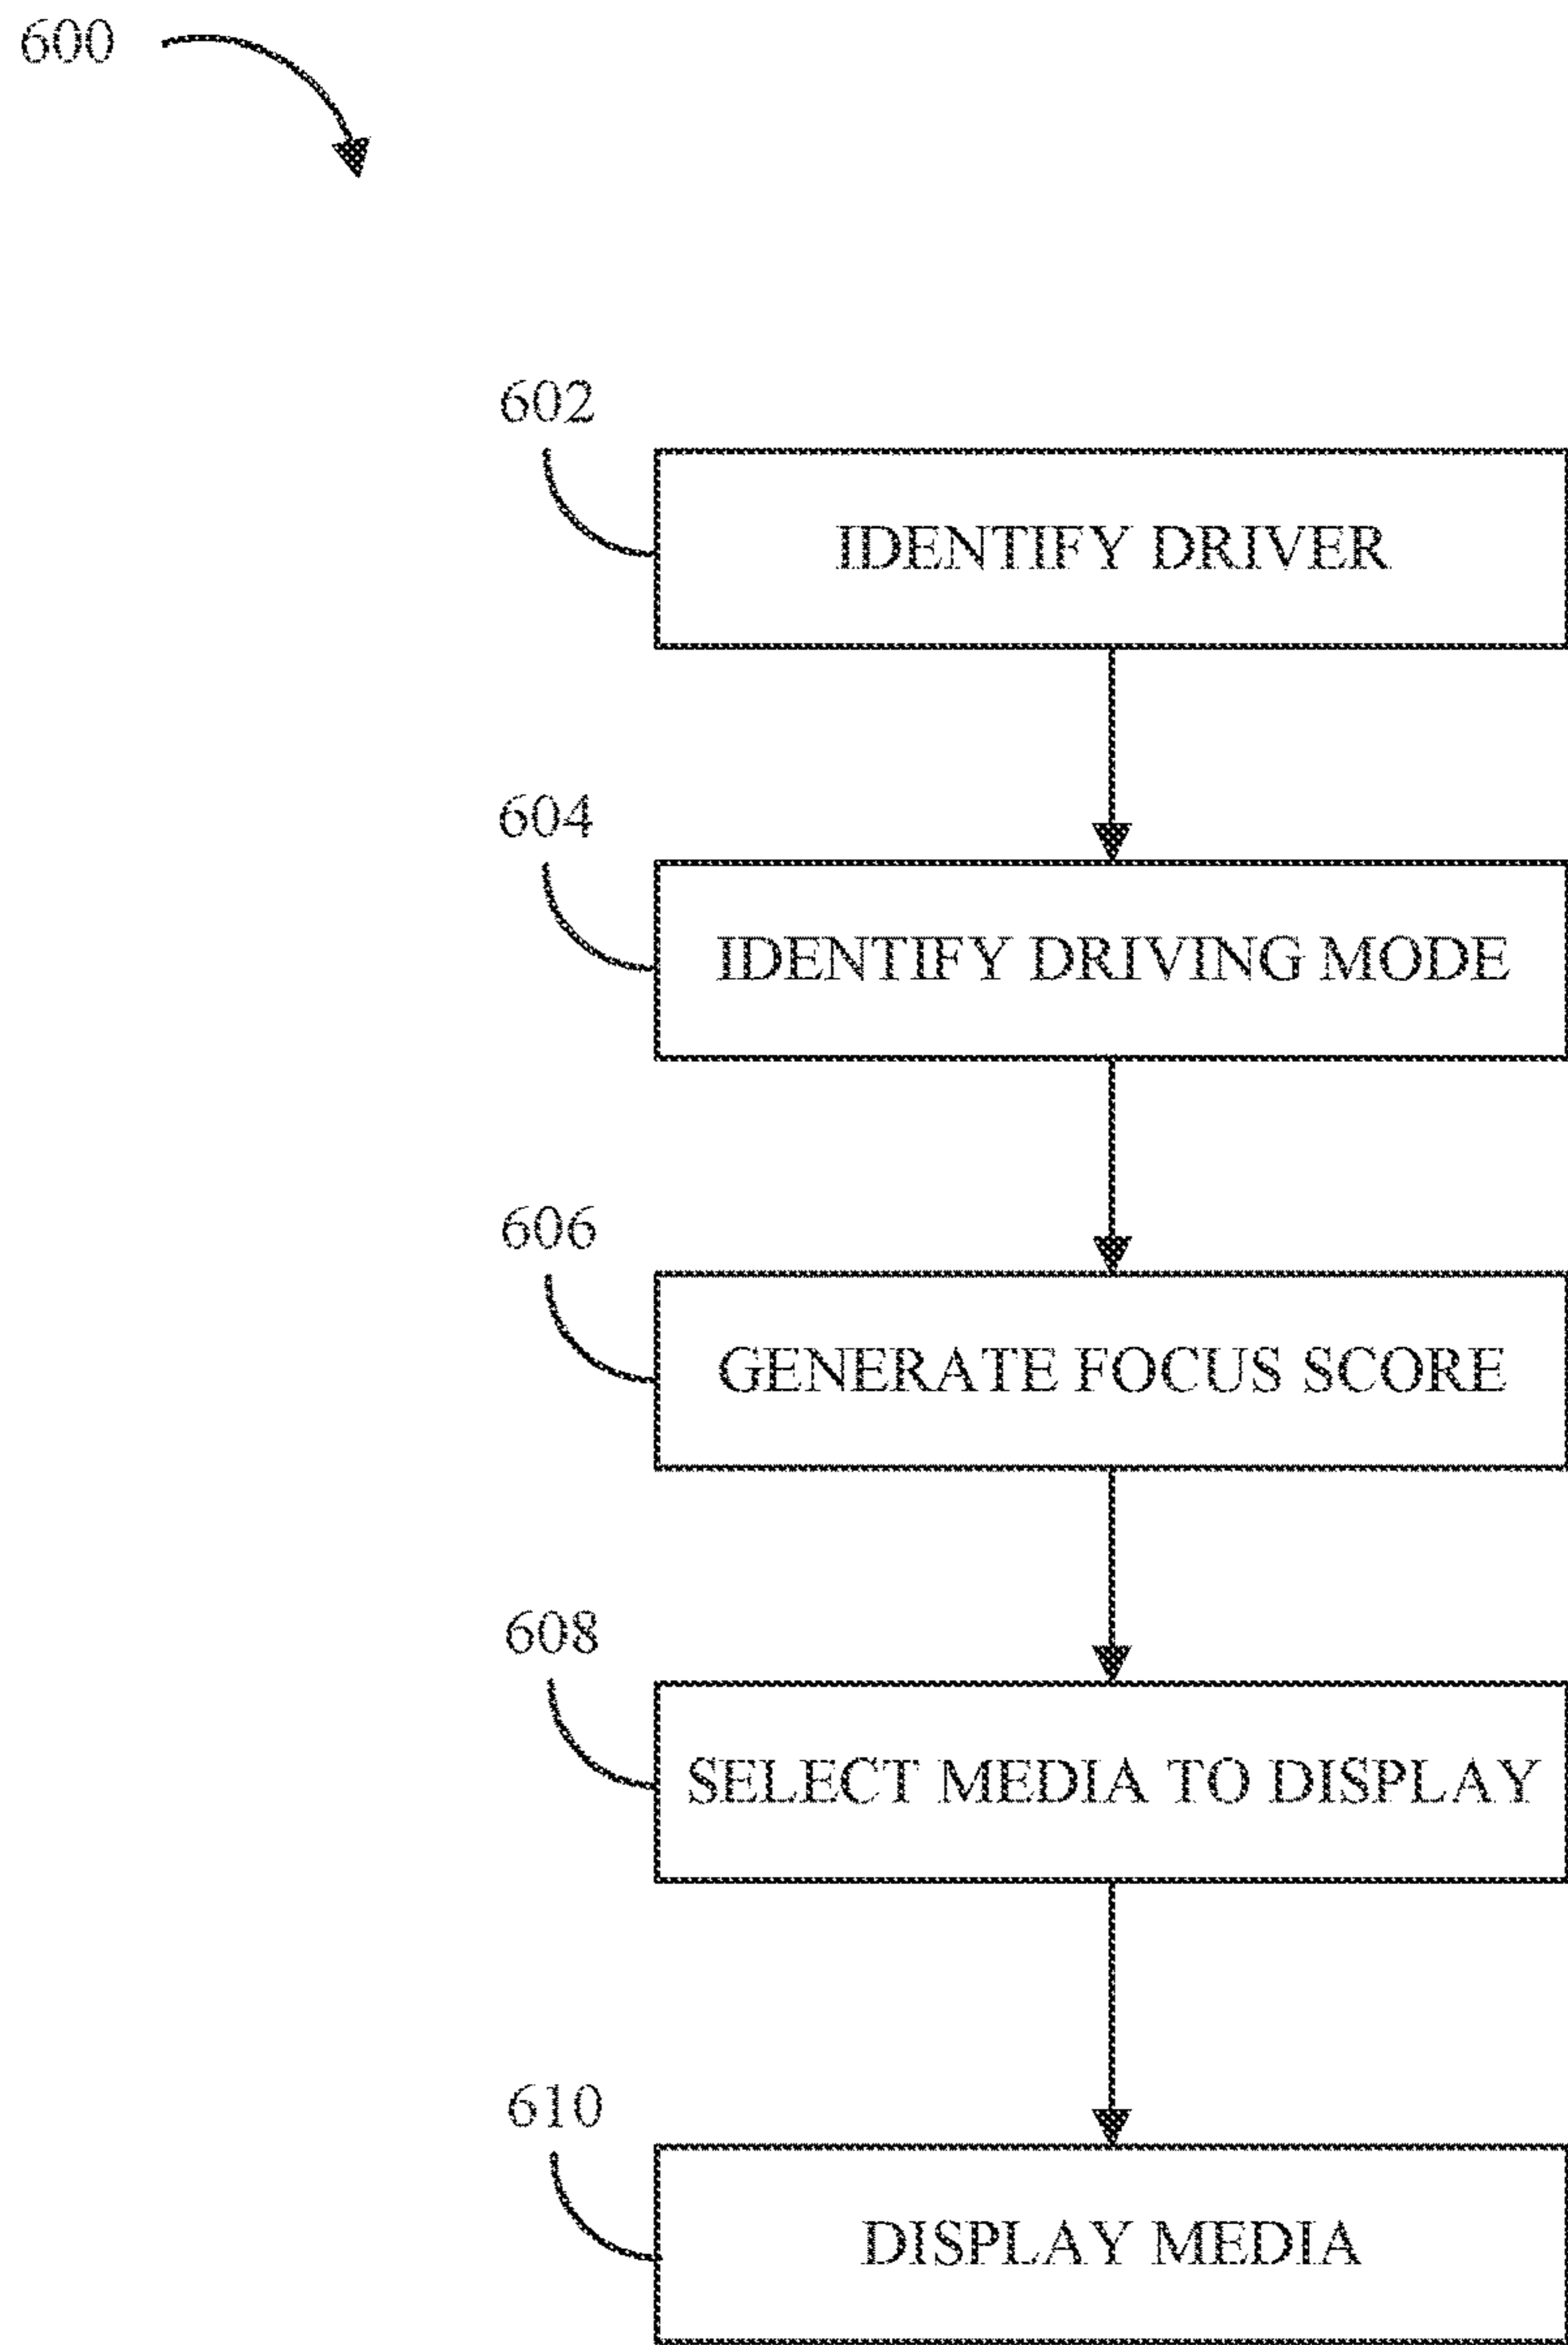 600
602
IDENTIFY DRIVER
604
IDENTIFY DRIVING MODE
606
GENERATE FOCUS SCORE
608
SELECT MEDIA TO DISPLAY
610
DISPLAY MEDIA